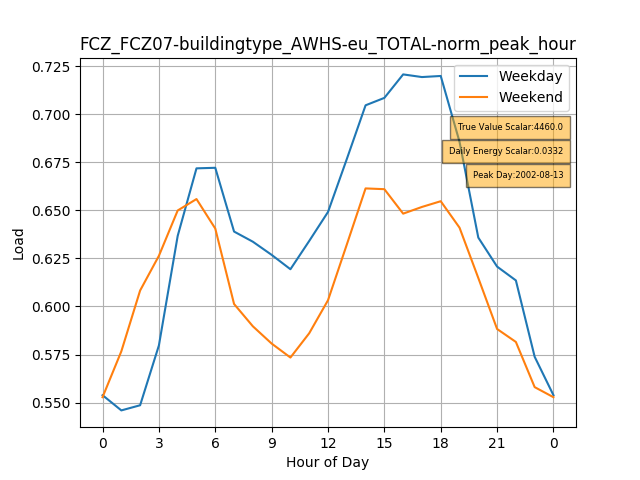 FCZ_FCZ07-buildingtype_AWHS-eu_TOTAL-norm_peak_hour
Weekday
Weekend
True Value Scalar:4460.0
Daily Energy Scalar:0.0332
Peak Day:2002-08-13
Load
0.725
0.700
0.675
0.650
0.625
0.600
0.575
0.550
0 3 6 9 12 15 18 21 0
Hour of Day